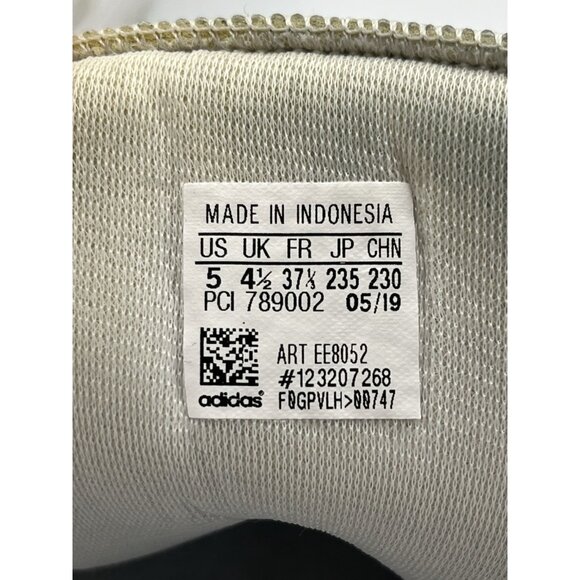 MADE IN INDONESIA
US UK FR JP CHN
5 4½ 37⅓ 235 230
PCI 789002 05/19
ART EE8052
#123207268
adidas® F0GPVLH>00747